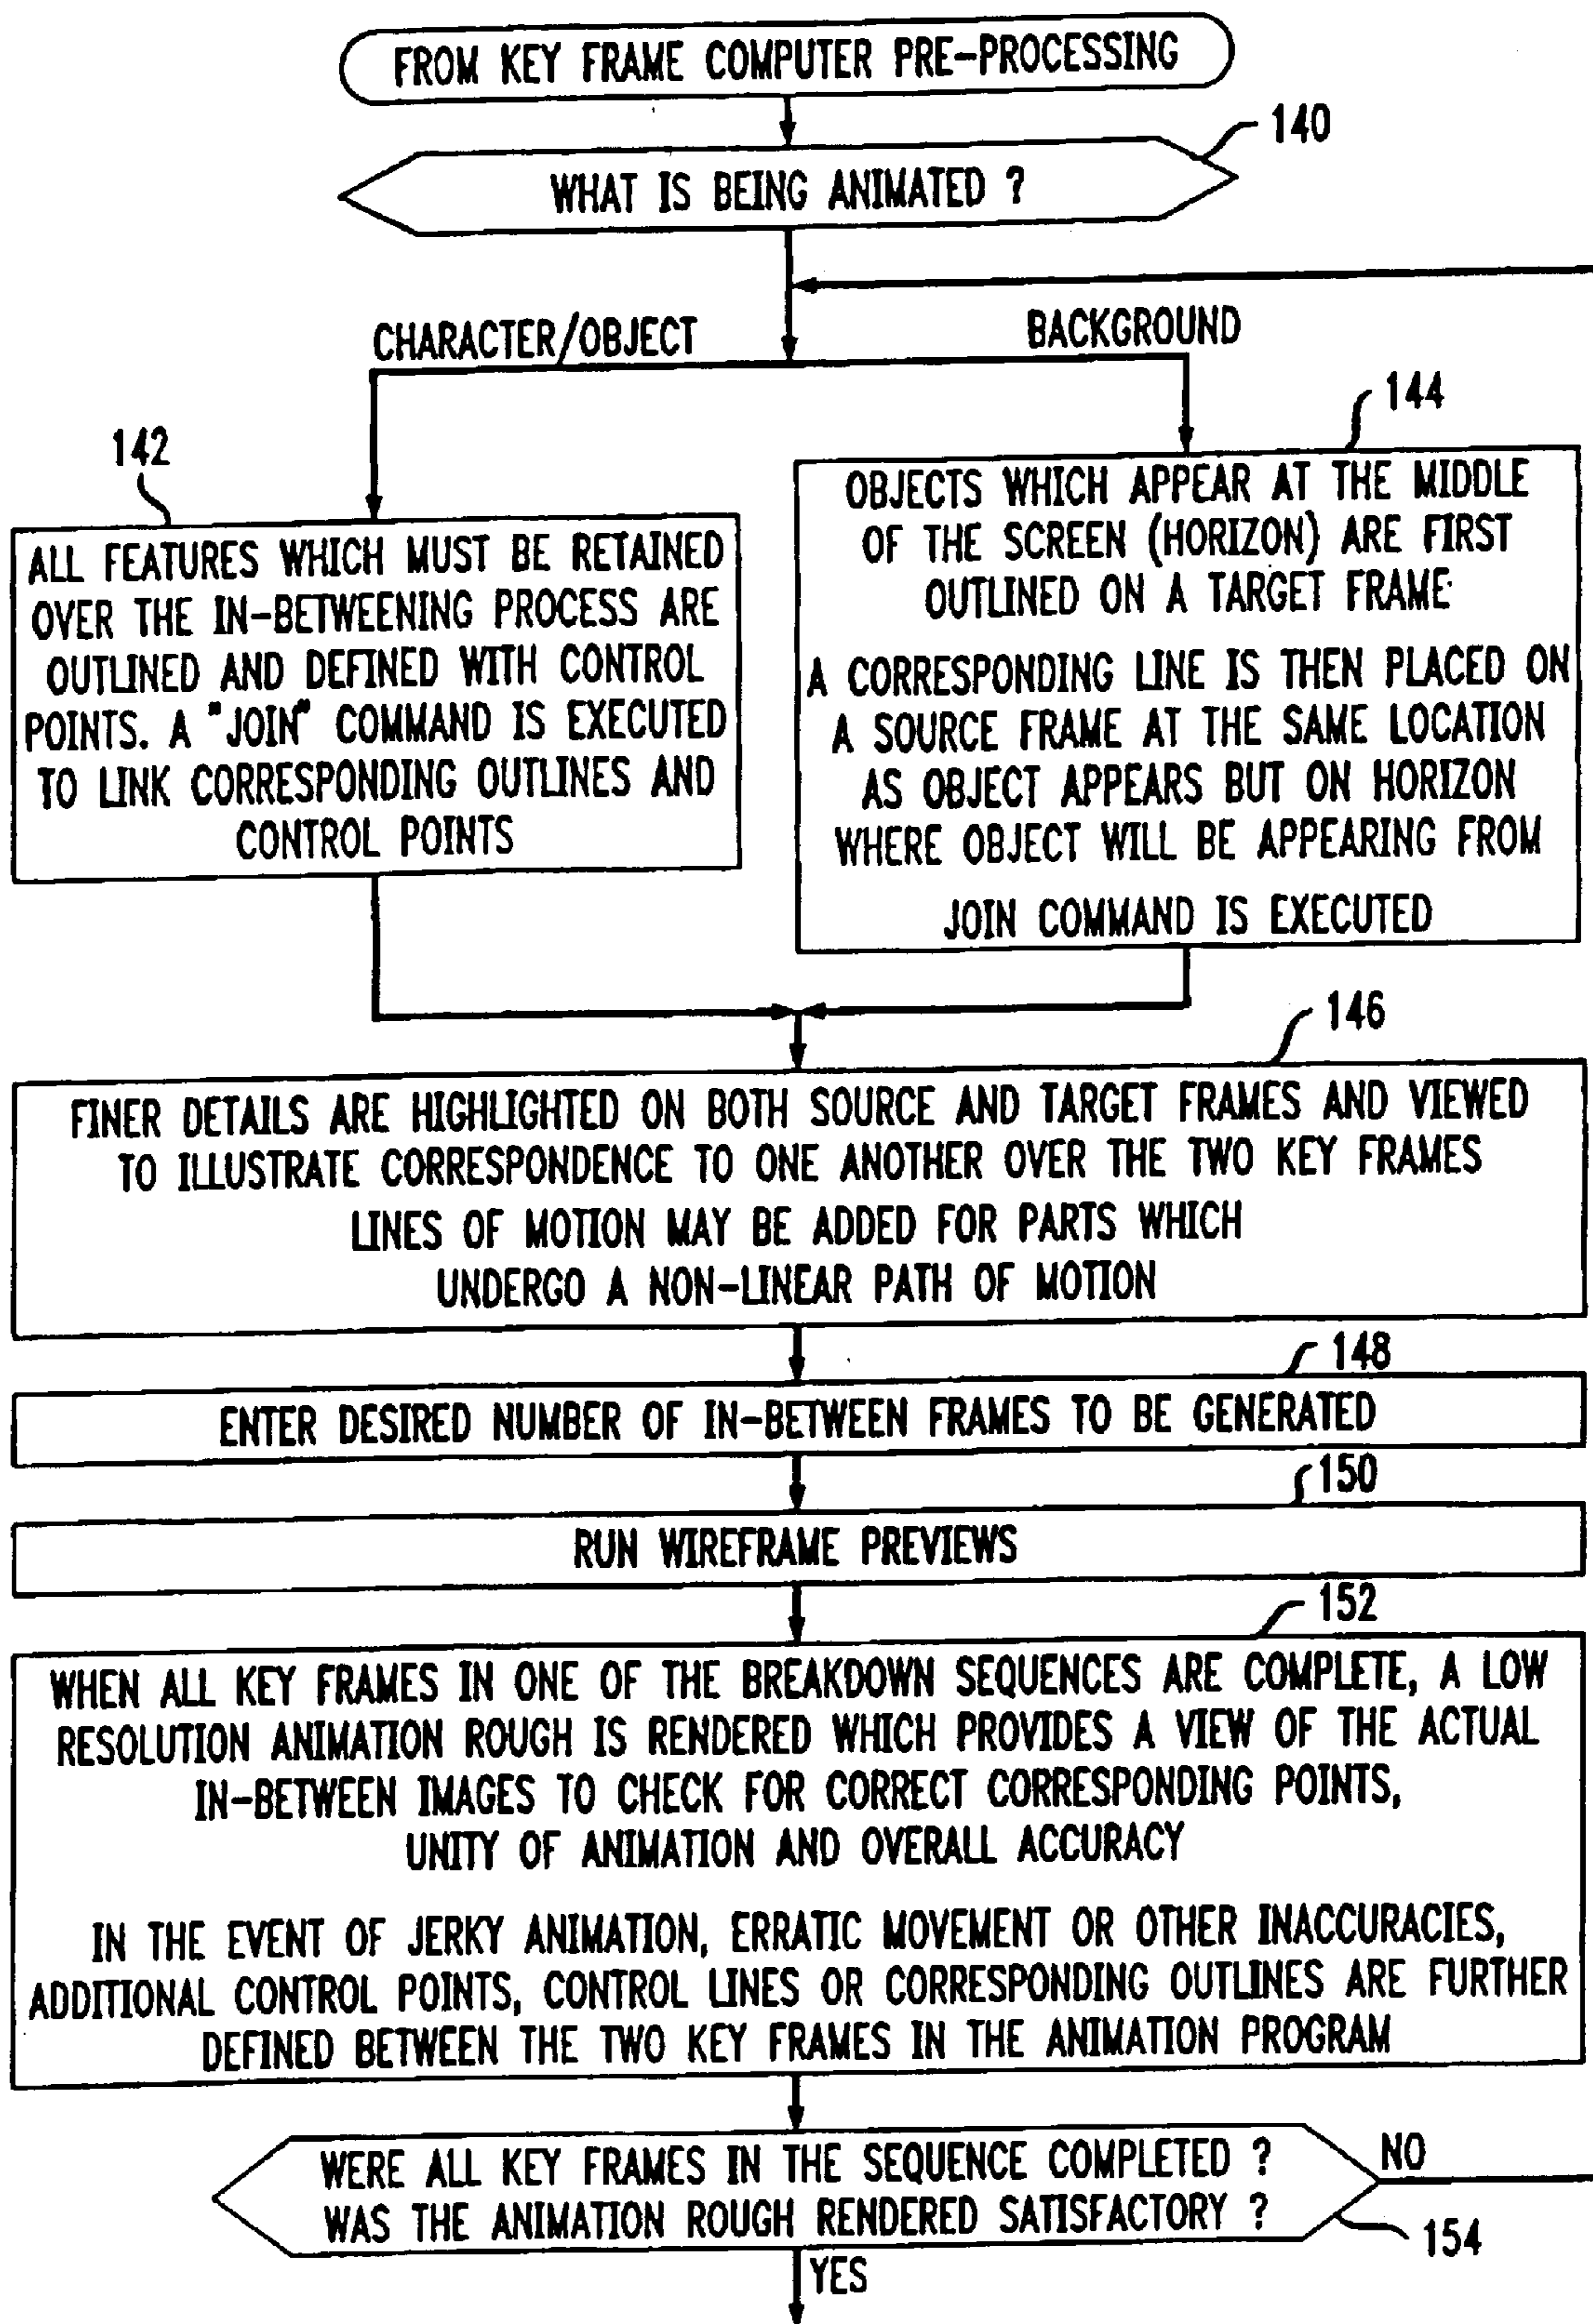 FROM KEY FRAME COMPUTER PRE-PROCESSING
140
WHAT IS BEING ANIMATED ?
CHARACTER/OBJECT
BACKGROUND
142
ALL FEATURES WHICH MUST BE RETAINED
OVER THE IN-BETWEENING PROCESS ARE
OUTLINED AND DEFINED WITH CONTROL
POINTS. A "JOIN" COMMAND IS EXECUTED
TO LINK CORRESPONDING OUTLINES AND
CONTROL POINTS
144
OBJECTS WHICH APPEAR AT THE MIDDLE
OF THE SCREEN (HORIZON) ARE FIRST
OUTLINED ON A TARGET FRAME
A CORRESPONDING LINE IS THEN PLACED ON
A SOURCE FRAME AT THE SAME LOCATION
AS OBJECT APPEARS BUT ON HORIZON
WHERE OBJECT WILL BE APPEARING FROM
JOIN COMMAND IS EXECUTED
146
FINER DETAILS ARE HIGHLIGHTED ON BOTH SOURCE AND TARGET FRAMES AND VIEWED
TO ILLUSTRATE CORRESPONDENCE TO ONE ANOTHER OVER THE TWO KEY FRAMES
LINES OF MOTION MAY BE ADDED FOR PARTS WHICH
UNDERGO A NON-LINEAR PATH OF MOTION
148
ENTER DESIRED NUMBER OF IN-BETWEEN FRAMES TO BE GENERATED
150
RUN WIREFRAME PREVIEWS
152
WHEN ALL KEY FRAMES IN ONE OF THE BREAKDOWN SEQUENCES ARE COMPLETE, A LOW
RESOLUTION ANIMATION ROUGH IS RENDERED WHICH PROVIDES A VIEW OF THE ACTUAL
IN-BETWEEN IMAGES TO CHECK FOR CORRECT CORRESPONDING POINTS,
UNITY OF ANIMATION AND OVERALL ACCURACY
IN THE EVENT OF JERKY ANIMATION, ERRATIC MOVEMENT OR OTHER INACCURACIES,
ADDITIONAL CONTROL POINTS, CONTROL LINES OR CORRESPONDING OUTLINES ARE FURTHER
DEFINED BETWEEN THE TWO KEY FRAMES IN THE ANIMATION PROGRAM
WERE ALL KEY FRAMES IN THE SEQUENCE COMPLETED ?
WAS THE ANIMATION ROUGH RENDERED SATISFACTORY ?
NO
154
YES